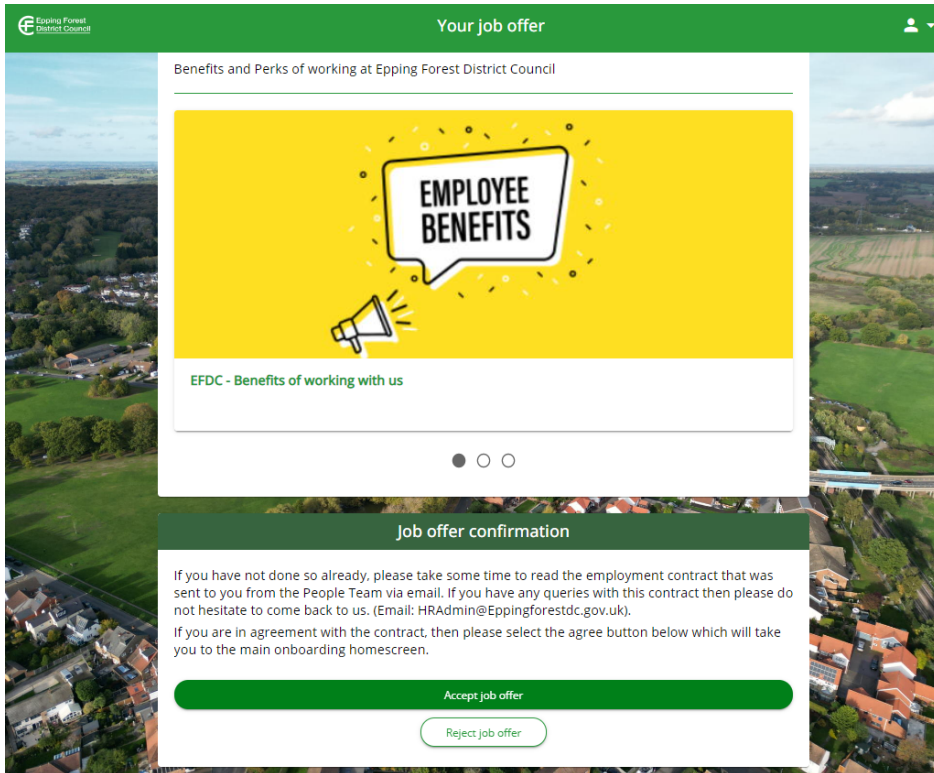 Epping Forest
District Council
Your job offer
Benefits and Perks of working at Epping Forest District Council
EMPLOYEE
BENEFITS
EFDC - Benefits of working with us
Job offer confirmation
If you have not done so already, please take some time to read the employment contract that was
sent to you from the People Team via email. If you have any queries with this contract then please do
not hesitate to come back to us. (Email: HRAdmin@Eppingforestdc.gov.uk).
If you are in agreement with the contract, then please select the agree button below which will take
you to the main onboarding homescreen.
Accept job offer
Reject job offer